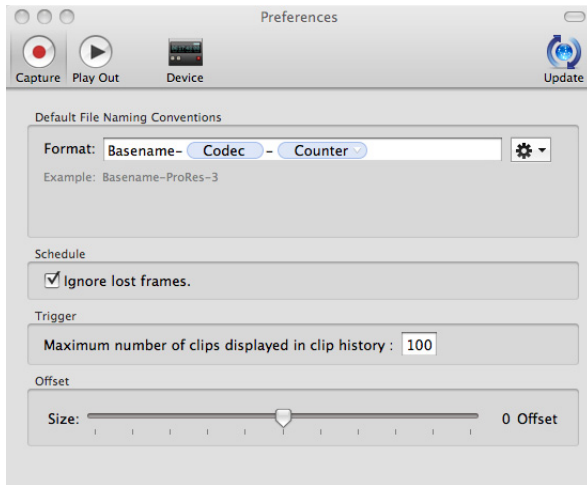 Preferences
Capture Play Out Device Update
Default File Naming Conventions
Format: Basename- Codec - Counter
Example: Basename-ProRes-3
Schedule
Ignore lost frames.
Trigger
Maximum number of clips displayed in clip history : 100
Offset
Size: 0 Offset